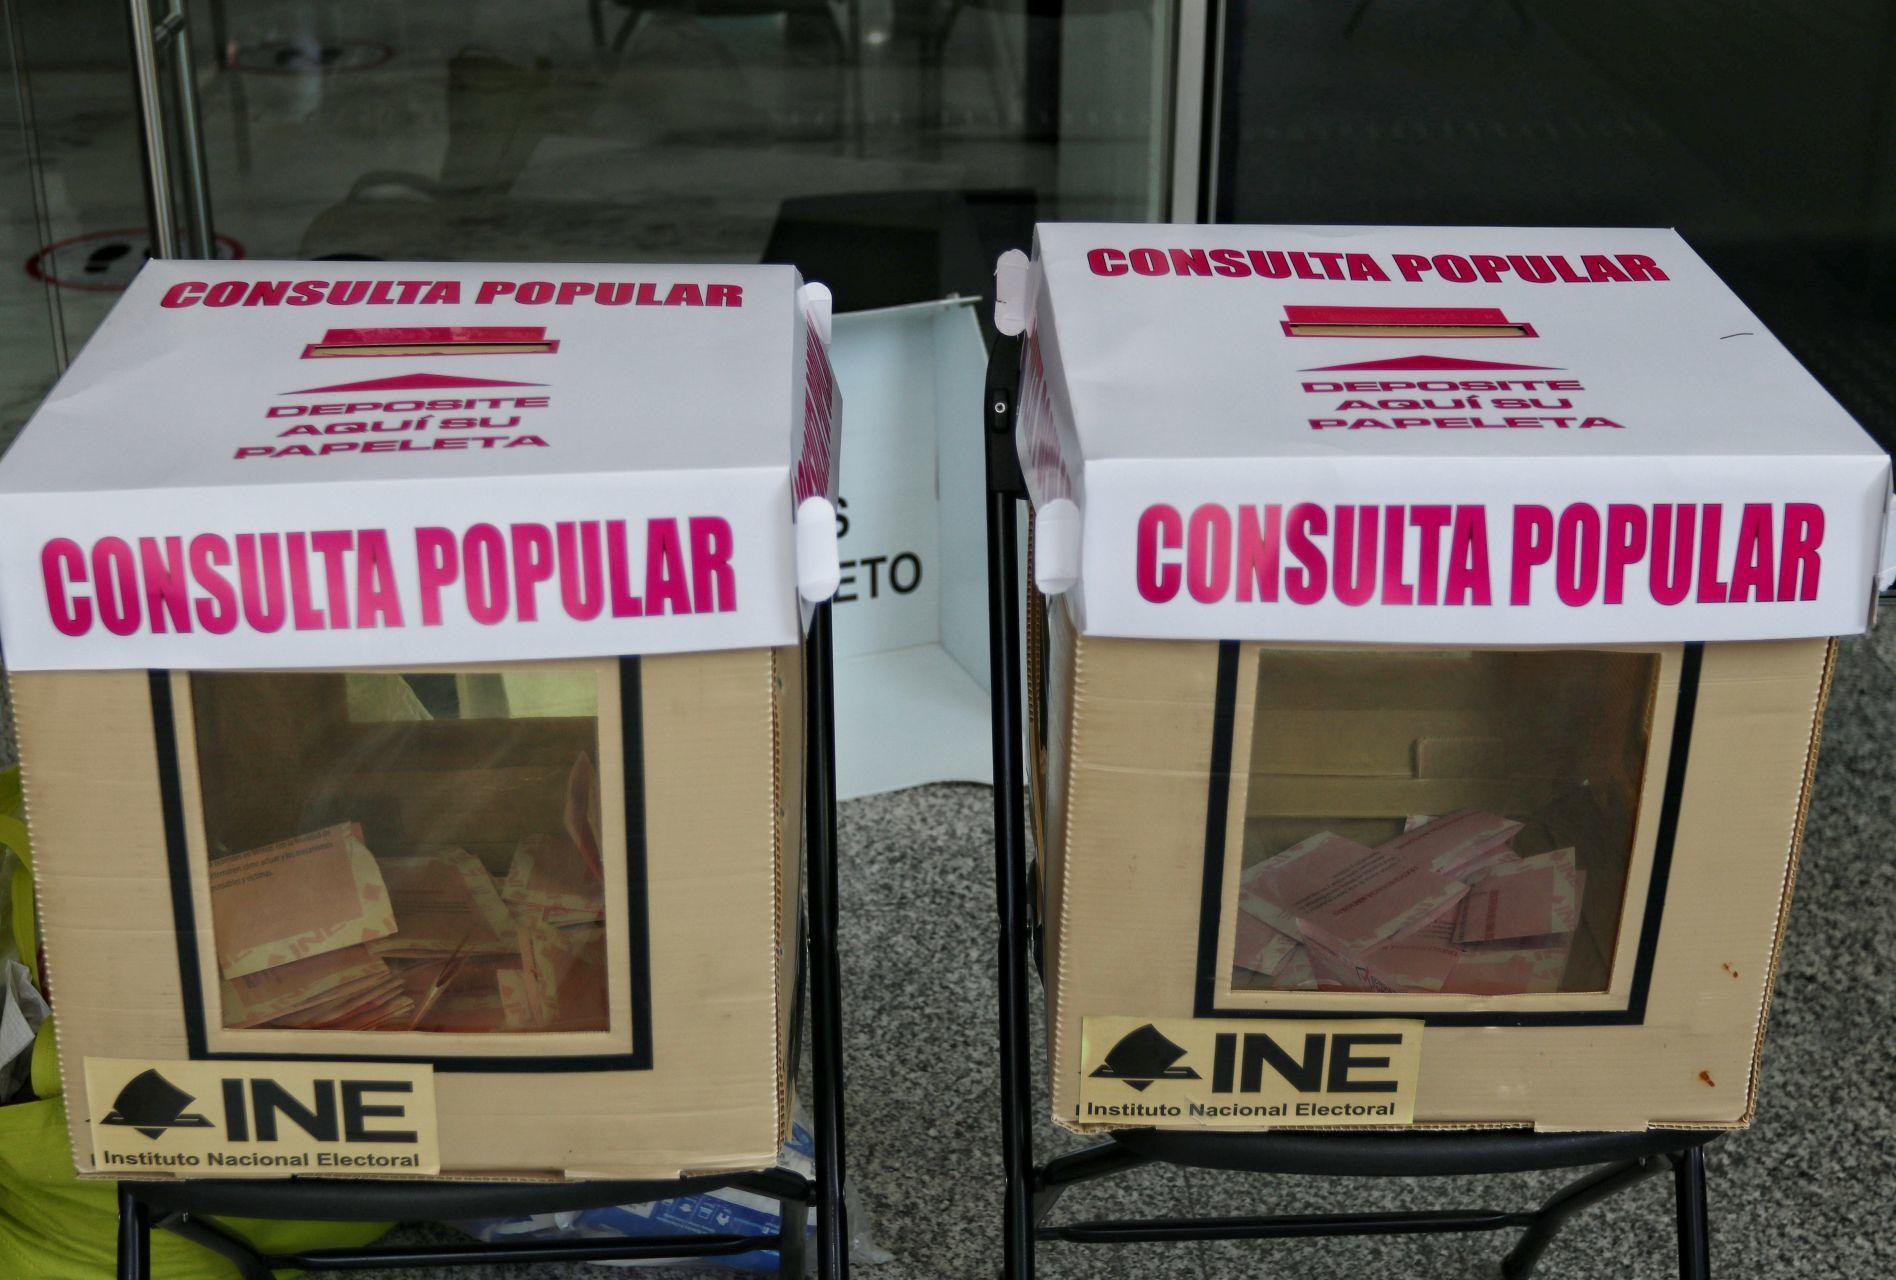 CONSULTA POPULAR
DEPOSITE
AQUÍ SU
PAPELETA
CONSULTA POPULAR
INE
Instituto Nacional Electoral
S
ETO
CONSULTA POPULAR
DEPOSITE
AQUÍ SU
PAPELETA
CONSULTA POPULAR
INE
Instituto Nacional Electoral